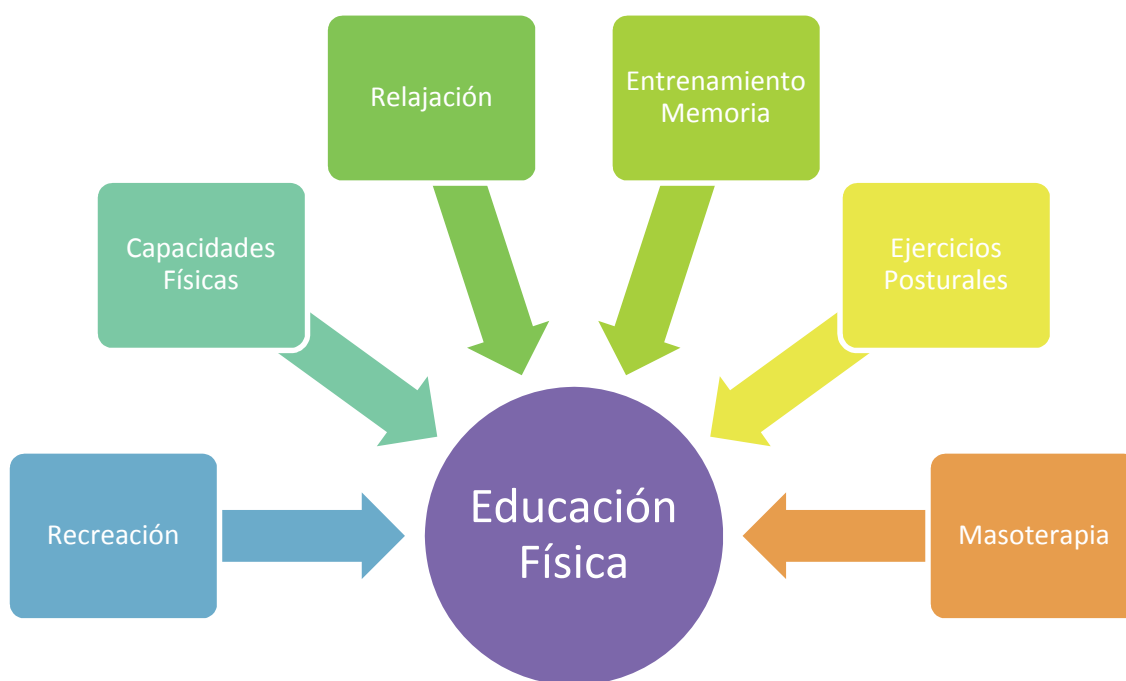 Relajación
Entrenamiento
Memoria
Capacidades
Físicas
Ejercicios
Posturales
Recreación
Educación
Física
Masoterapia